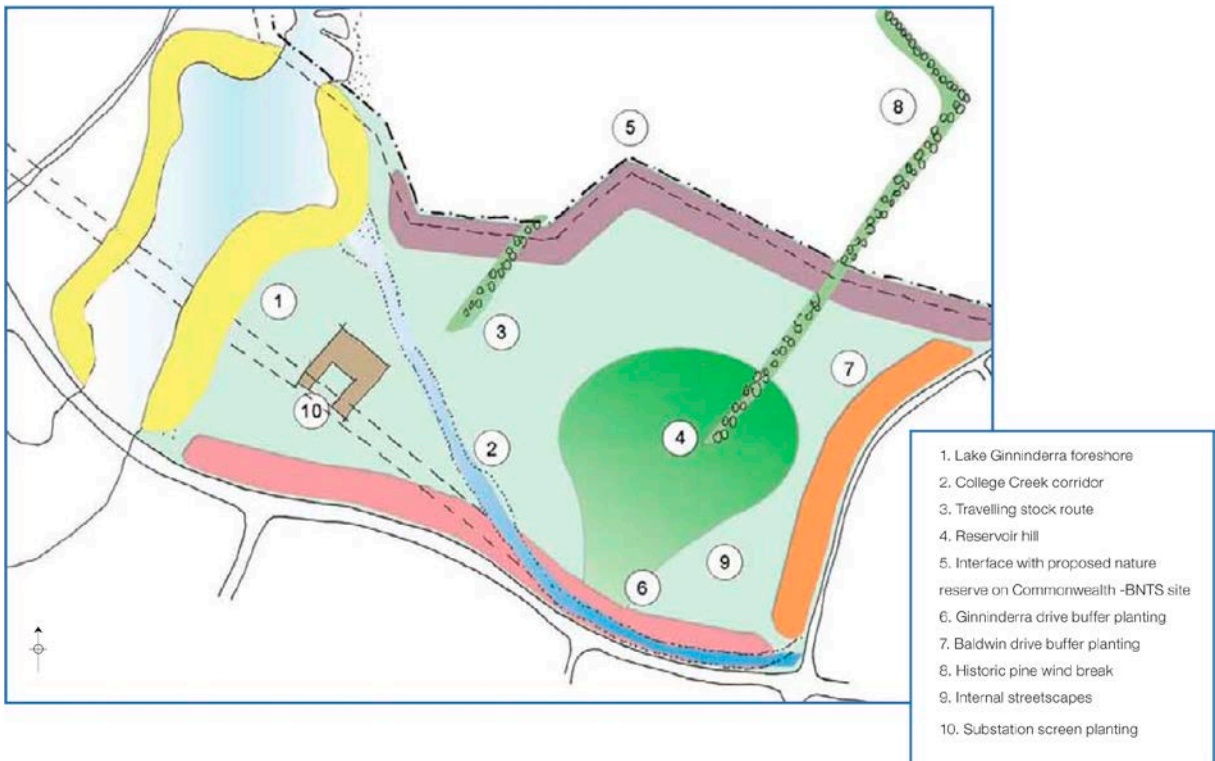 8
5
1
3
7
10
2
4
9
6
1. Lake Ginninderra foreshore
2. College Creek corridor
3. Travelling stock route
4. Reservoir hill
5. Interface with proposed nature
reserve on Commonwealth -BNTS site
6. Ginninderra drive buffer planting
7. Baldwin drive buffer planting
8. Historic pine wind break
9. Internal streetscapes
10. Substation screen planting